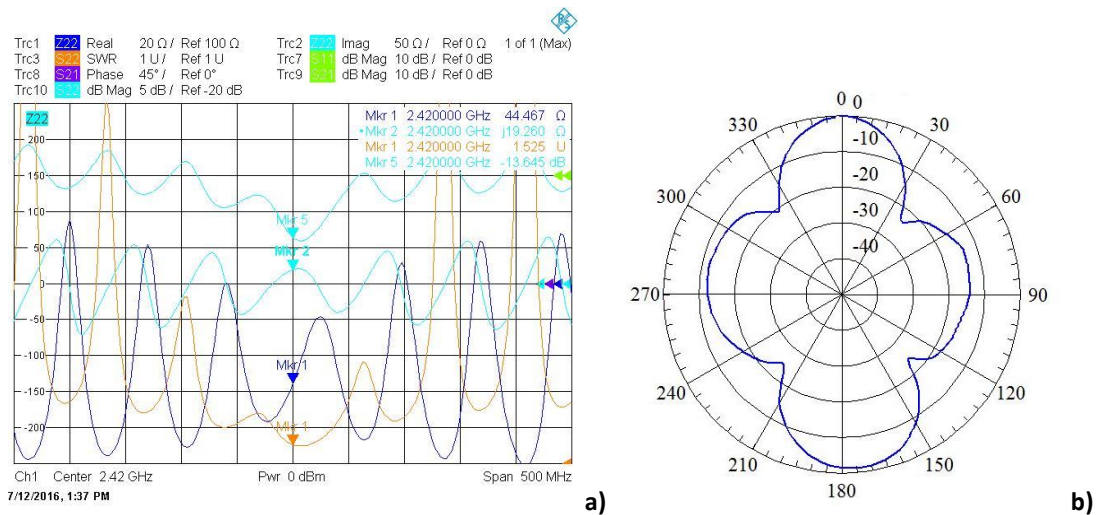 Trc1 Z22 Real 20 Ω / Ref 100 Ω Trc2 Z22 Imag 50 Ω / Ref 0 Ω 1 of 1 (Max)
Trc3 S22 SWR 1 U / Ref 1 U Trc7 S11 dB Mag 10 dB / Ref 0 dB
Trc8 S21 Phase 45° / Ref 0° Trc9 S21 dB Mag 10 dB / Ref 0 dB
Trc10 S22 dB Mag 5 dB / Ref -20 dB
Z22
Mkr 1 2.420000 GHz 44.467 Ω
•Mkr 2 2.420000 GHz j19.260 Ω
Mkr 1 2.420000 GHz 1.525 U
Mkr 5 2.420000 GHz -13.645 dB
200
150
100
50
0
-50
-100
-150
-200
Mkr 5
Mkr 2
Mkr 1
Mkr 1
Ch1 Center 2.42 GHz Pwr 0 dBm Span 500 MHz
7/12/2016, 1:37 PM
a)
0 0
330 30
-10
-20
300 60
-30
-40
270 90
240 120
210 150
180
b)